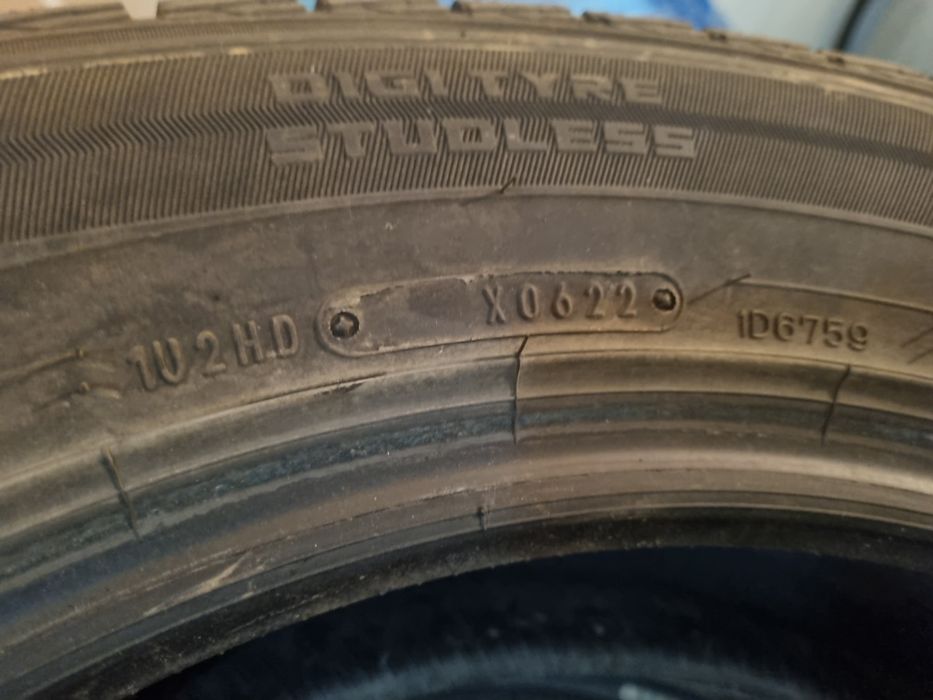 DIGITYRE
STUDLESS
1U2H.D X0622 1D6759